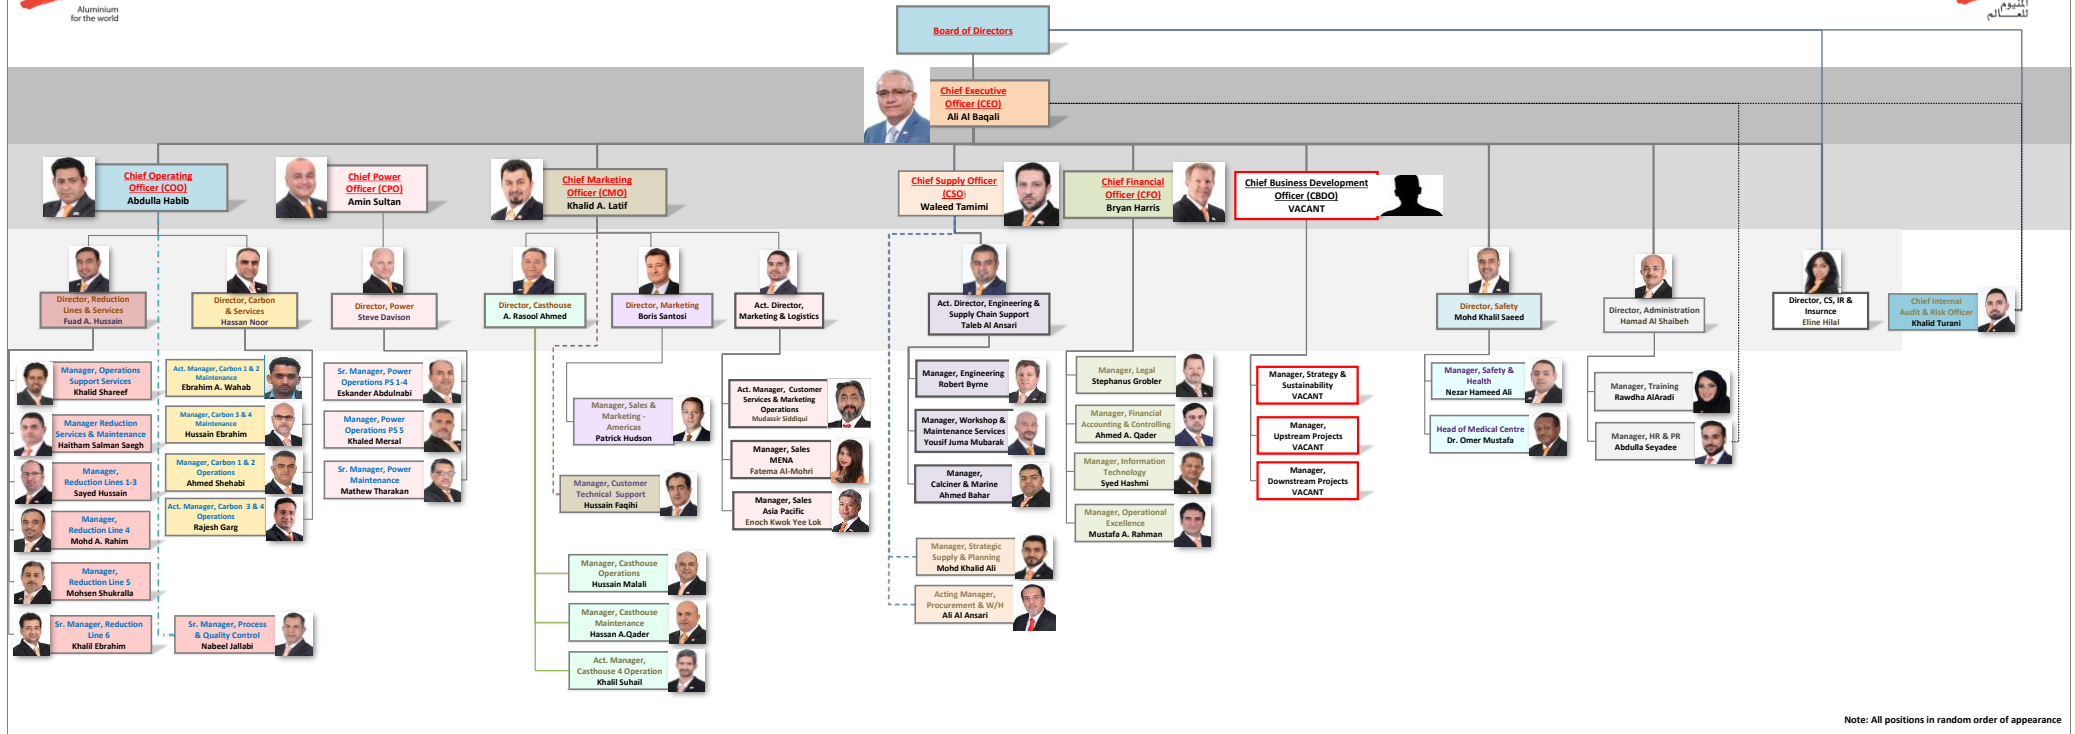 Aluminium
for the world
المنيوم
للعـــالم
Board of Directors
Chief Executive
Officer (CEO)
Ali Al Baqali
Chief Operating
Officer (COO)
Abdulla Habib
Chief Power
Officer (CPO)
Amin Sultan
Chief Marketing
Officer (CMO)
Khalid A. Latif
Chief Supply Officer
(CSO)
Waleed Tamimi
Chief Financial
Officer (CFO)
Bryan Harris
Chief Business Development
Officer (CBDO)
VACANT
Director, Reduction
Lines & Services
Fuad A. Hussain
Director, Carbon
& Services
Hassan Noor
Director, Power
Steve Davison
Director, Casthouse
A. Rasool Ahmed
Director, Marketing
Boris Santosi
Act. Director,
Marketing & Logistics
Act. Director, Engineering &
Supply Chain Support
Taleb Al Ansari
Director, Safety
Mohd Khalil Saeed
Director, Administration
Hamad Al Shaibeh
Director, CS, IR &
Insurnce
Eline Hilal
Chief Internal
Audit & Risk Officer
Khalid Turani
Manager, Operations
Support Services
Khalid Shareef
Manager Reduction
Services & Maintenance
Haitham Salman Saegh
Manager,
Reduction Lines 1-3
Sayed Hussain
Manager,
Reduction Line 4
Mohd A. Rahim
Manager,
Reduction Line 5
Mohsen Shukralla
Sr. Manager, Reduction
Line 6
Khalil Ebrahim
Act. Manager, Carbon 1 & 2
Maintenance
Ebrahim A. Wahab
Manager, Carbon 3 & 4
Maintenance
Hussain Ebrahim
Manager, Carbon 1 & 2
Operations
Ahmed Shehabi
Act. Manager, Carbon 3 & 4
Operations
Rajesh Garg
Sr. Manager, Process
& Quality Control
Nabeel Jallabi
Sr. Manager, Power
Operations PS 1-4
Eskander Abdulnabi
Manager, Power
Operations PS 5
Khaled Mersal
Sr. Manager, Power
Maintenance
Mathew Tharakan
Manager, Sales &
Marketing -
Americas
Patrick Hudson
Manager, Customer
Technical Support
Hussain Faqihi
Manager, Casthouse
Operations
Hussain Malali
Manager, Casthouse
Maintenance
Hassan A.Qader
Act. Manager,
Casthouse 4 Operation
Khalil Suhail
Act. Manager, Customer
Services & Marketing
Operations
Mudassir Siddiqui
Manager, Sales
MENA
Fatema Al-Mohri
Manager, Sales
Asia Pacific
Enoch Kwok Yee Lok
Manager, Engineering
Robert Byrne
Manager, Workshop &
Maintenance Services
Yousif Juma Mubarak
Manager,
Calciner & Marine
Ahmed Bahar
Manager, Strategic
Supply & Planning
Mohd Khalid Ali
Acting Manager,
Procurement & W/H
Ali Al Ansari
Manager, Legal
Stephanus Grobler
Manager, Financial
Accounting & Controlling
Ahmed A. Qader
Manager, Information
Technology
Syed Hashmi
Manager, Operational
Excellence
Mustafa A. Rahman
Manager, Strategy &
Sustainability
VACANT
Manager,
Upstream Projects
VACANT
Manager,
Downstream Projects
VACANT
Manager, Safety &
Health
Nezar Hameed Ali
Head of Medical Centre
Dr. Omer Mustafa
Manager, Training
Rawdha AlAradi
Manager, HR & PR
Abdulla Seyadee
Note: All positions in random order of appearance